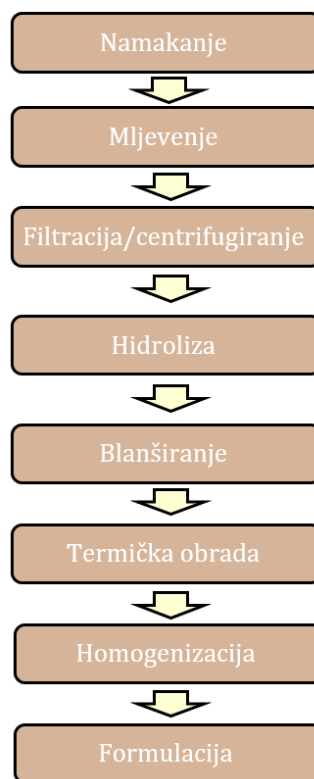 Namakanje
Mljevenje
Filtracija/centrifugiranje
Hidroliza
Blanširanje
Termička obrada
Homogenizacija
Formulacija